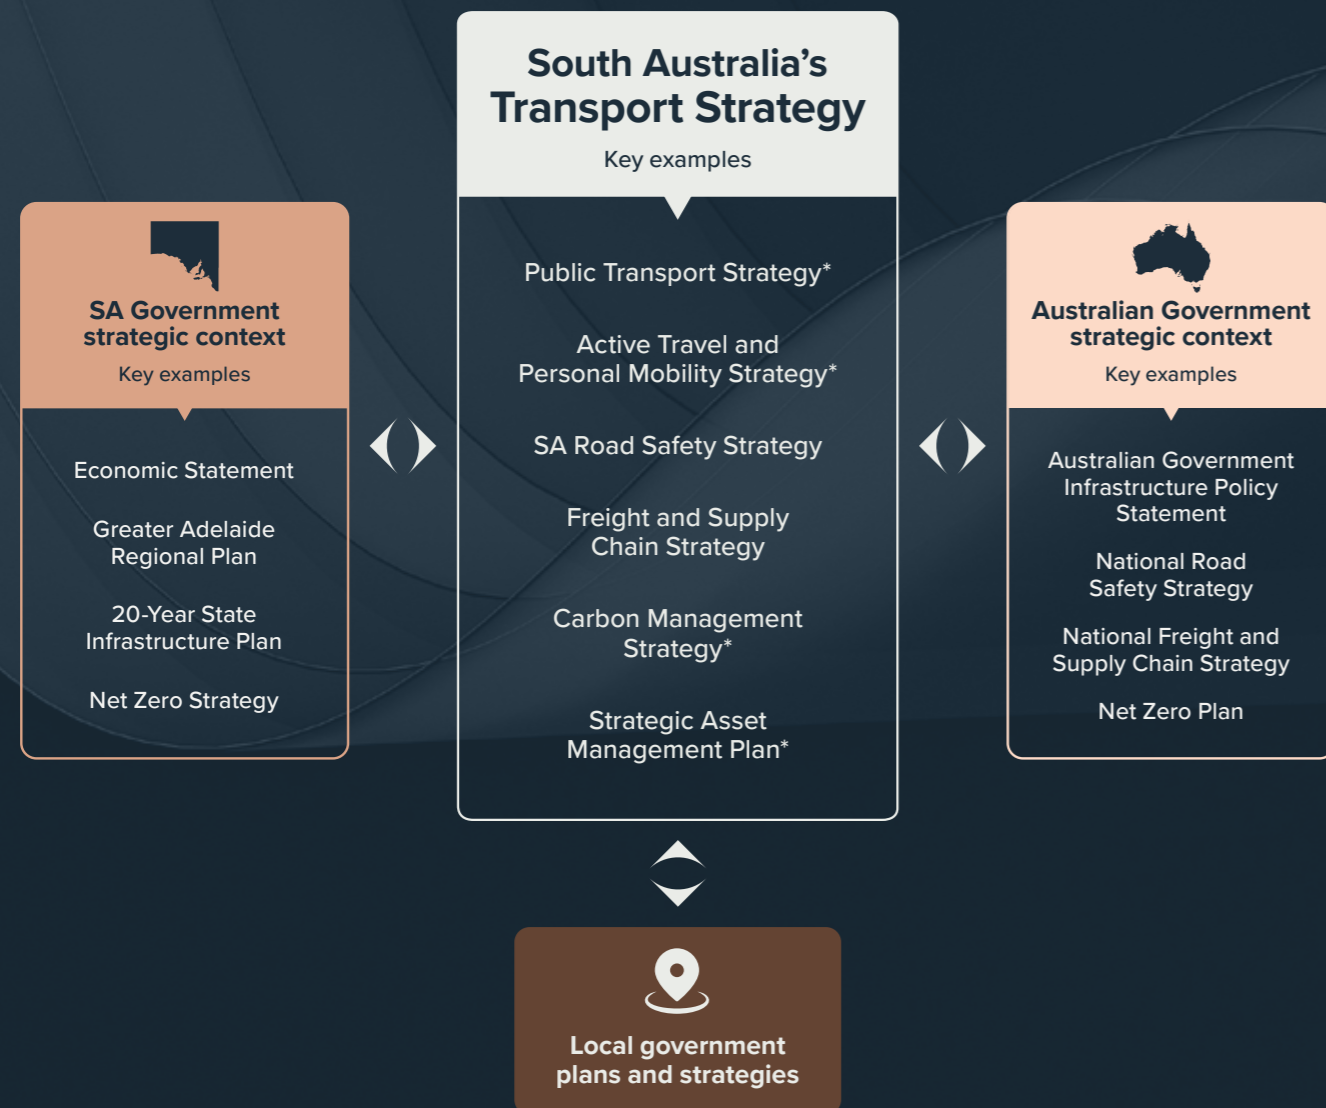 South Australia’s
Transport Strategy
Key examples
Public Transport Strategy*
Active Travel and
Personal Mobility Strategy*
SA Road Safety Strategy
Freight and Supply
Chain Strategy
Carbon Management
Strategy*
Strategic Asset
Management Plan*
SA Government
strategic context
Key examples
Economic Statement
Greater Adelaide
Regional Plan
20-Year State
Infrastructure Plan
Net Zero Strategy
Australian Government
strategic context
Key examples
Australian Government
Infrastructure Policy
Statement
National Road
Safety Strategy
National Freight and
Supply Chain Strategy
Net Zero Plan
Local government
plans and strategies